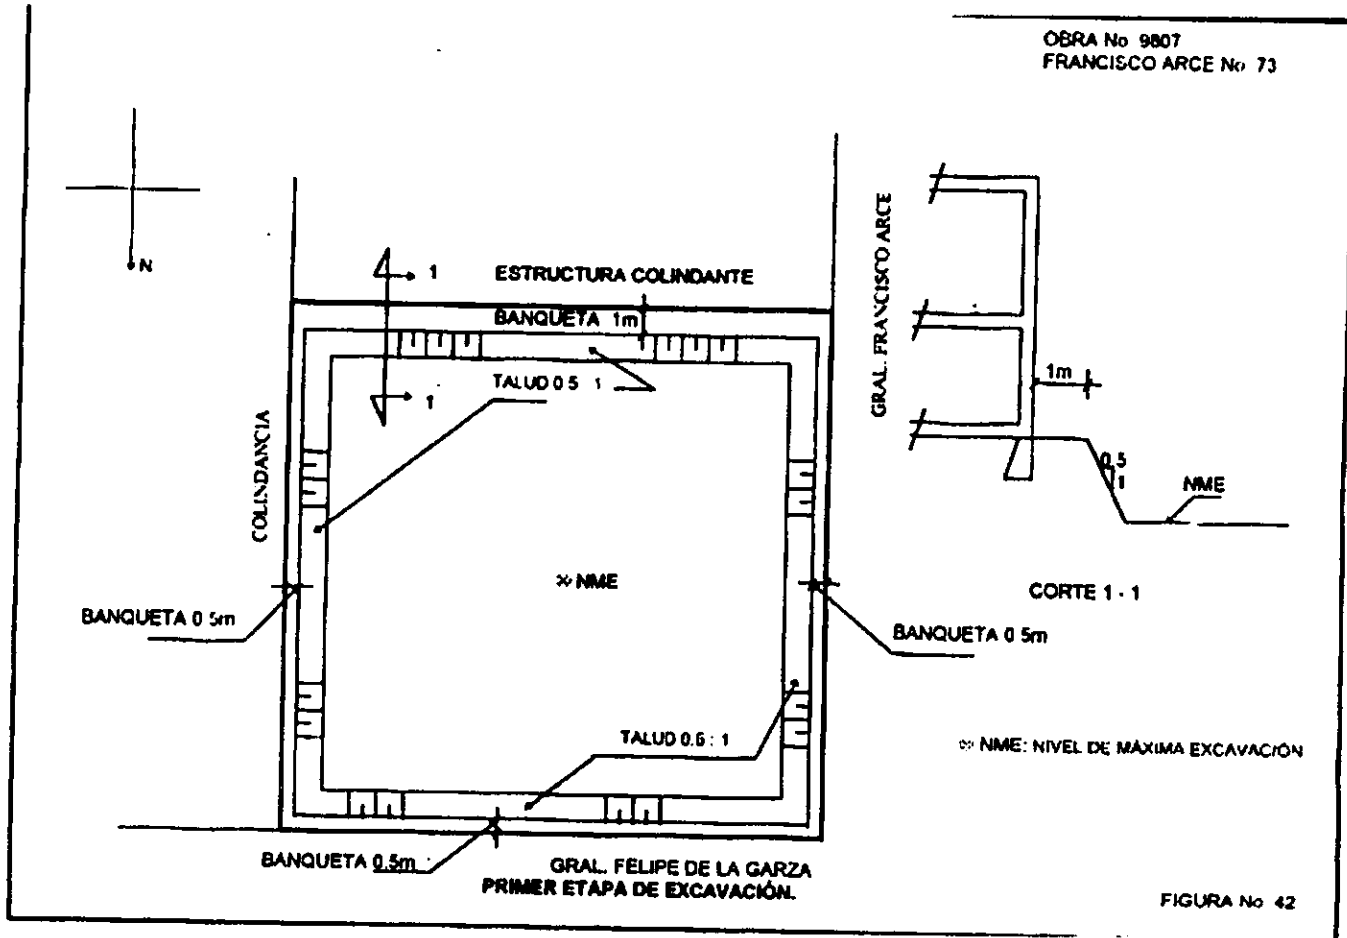 OBRA No 9807
FRANCISCO ARCE No 73
N
1
ESTRUCTURA COLINDANTE
BANQUETA 1m
TALUD 0.5 1
1
COLINDANCIA
GRAL. FRANCISCO ARCE
1m
0.5
1
NME
CORTE 1 - 1
NME
BANQUETA 0 5m
BANQUETA 0 5m
TALUD 0.6 : 1
NME: NIVEL DE MÁXIMA EXCAVACIÓN
BANQUETA 0.5m
GRAL. FELIPE DE LA GARZA
PRIMER ETAPA DE EXCAVACIÓN.
FIGURA No 42